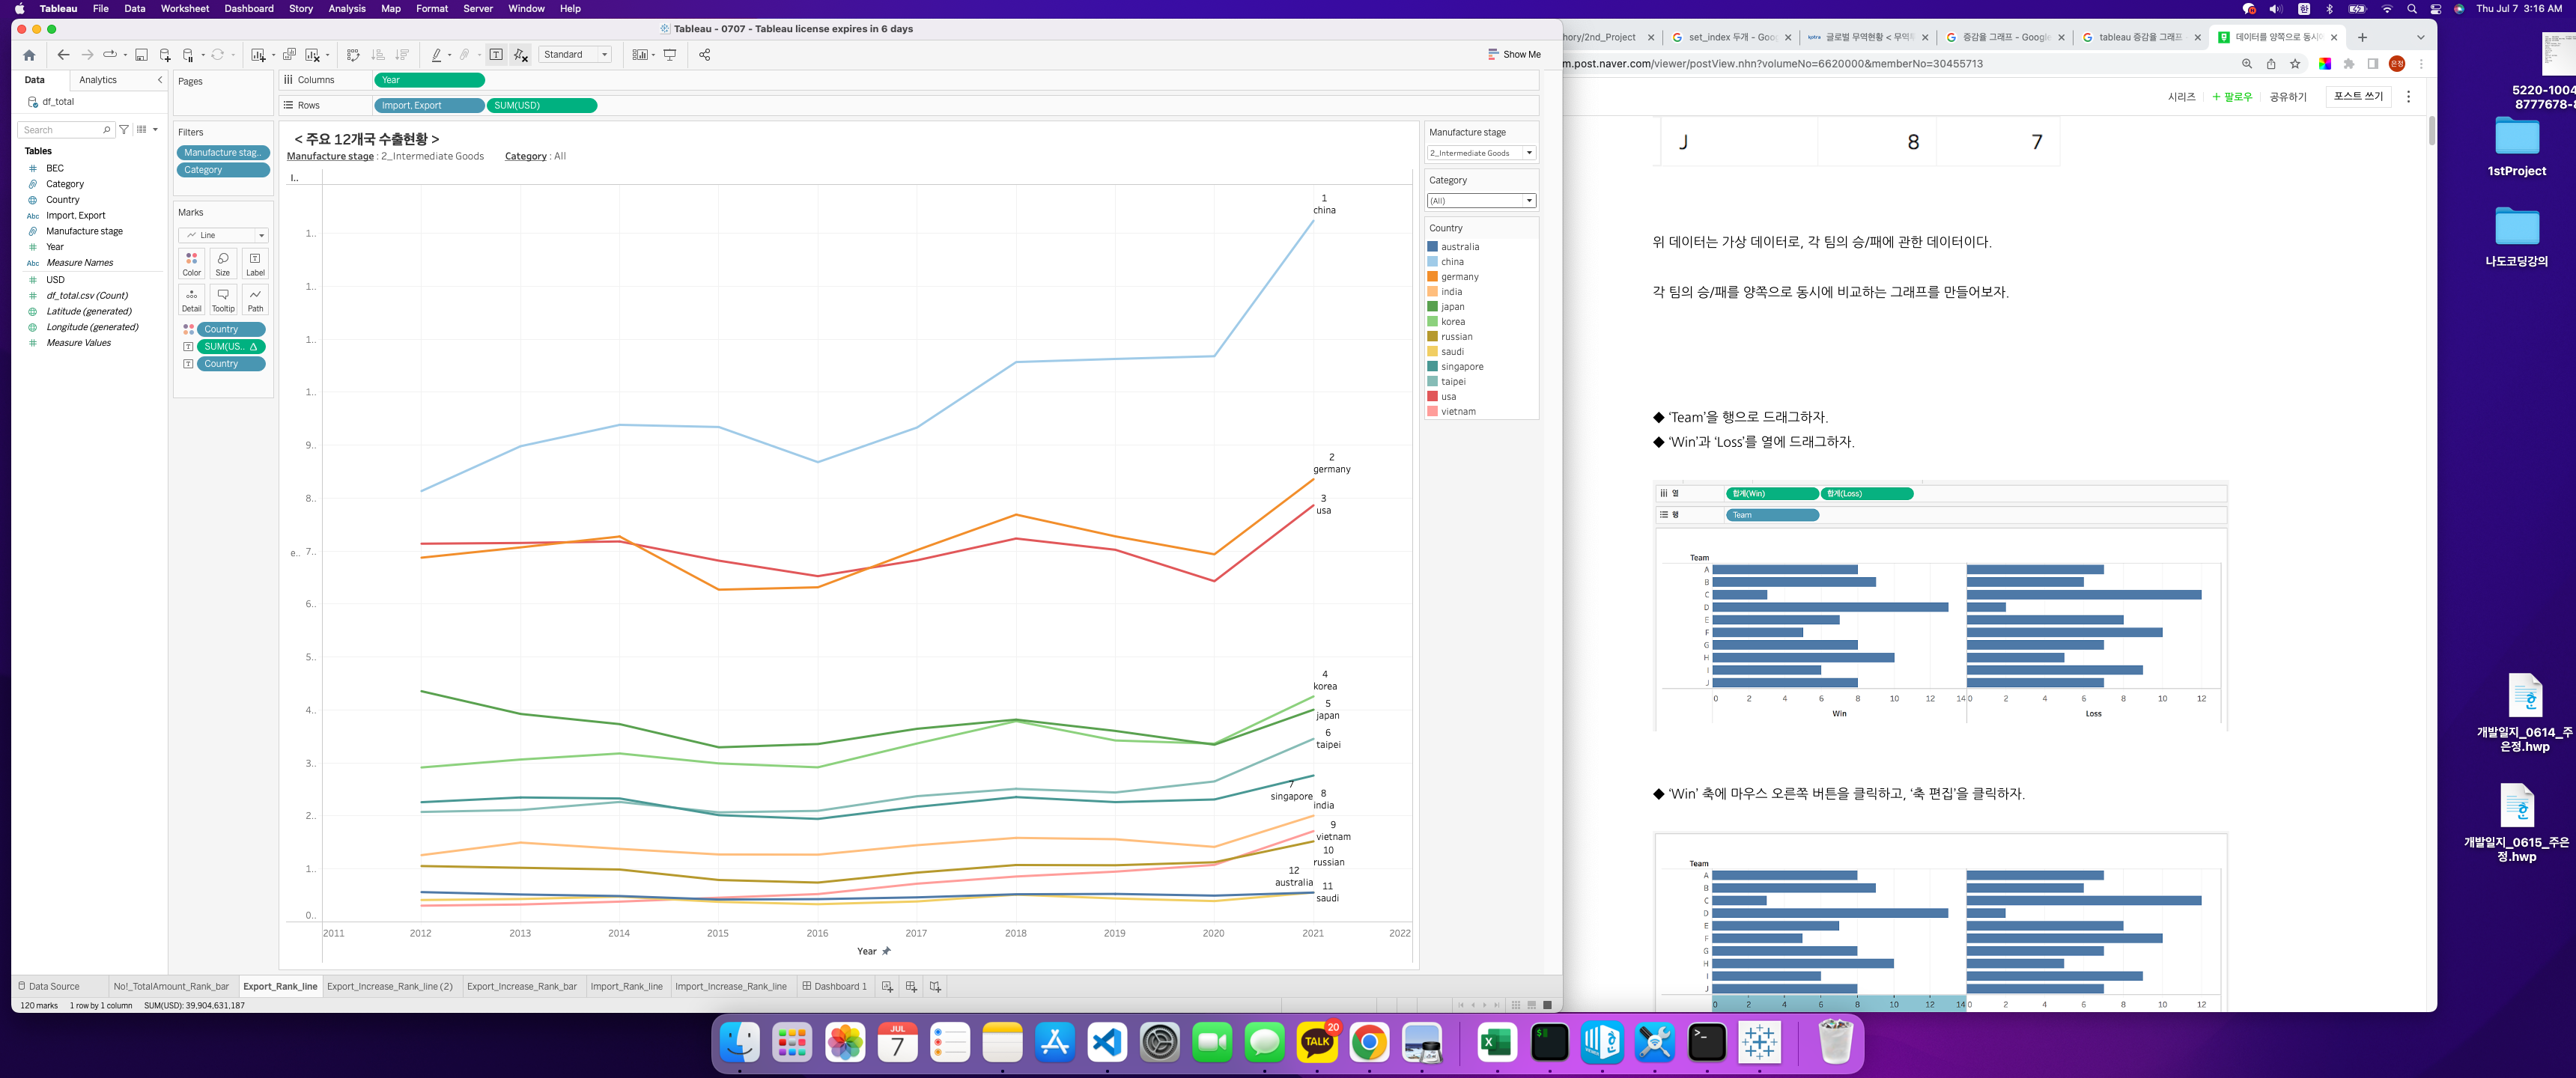 Tableau File Data Worksheet Dashboard Story Analysis Map Format Server Window Help
Thu Jul 7 3:16 AM
Tableau - 0707 - Tableau license expires in 6 days
Standard
Show Me
Data Analytics
df_total
Search
Tables
BEC
Category
Country
Abc Import, Export
Manufacture stage
Year
Abc Measure Names
USD
df_total.csv (Count)
Latitude (generated)
Longitude (generated)
Measure Values
Pages
Filters
Manufacture stag..
Category
Marks
Line
Color Size Label
Detail Tooltip Path
Country
SUM(US.. △
Country
Columns Year
Rows Import, Export SUM(USD)
< 주요 12개국 수출현황 >
Manufacture stage : 2_Intermediate Goods Category : All
I..
e..
1..
1..
1..
1..
9..
8..
7..
6..
5..
4..
3..
2..
1..
0..
1
china
2
germany
3
usa
4
korea
5
japan
6
taipei
7
singapore
8
india
9
vietnam
10
russian
12
australia
11
saudi
2011 2012 2013 2014 2015 2016 2017 2018 2019 2020 2021 2022
Year
Manufacture stage
2_Intermediate Goods
Category
(All)
Country
australia
china
germany
india
japan
korea
russian
saudi
singapore
taipei
usa
vietnam
Data Source No!_TotalAmount_Rank_bar Export_Rank_line Export_Increase_Rank_line (2) Export_Increase_Rank_bar Import_Rank_line Import_Increase_Rank_line Dashboard 1
120 marks 1 row by 1 column SUM(USD): 39,904,631,187
hory/2nd_Project
set_index 두개 - Goo
글로벌 무역현황 < 무역
증감율 그래프 - Google
tableau 증감율 그래프
데이터를 양쪽으로 동시
m.post.naver.com/viewer/postView.nhn?volumeNo=6620000&memberNo=30455713
은정
시리즈 + 팔로우 공유하기 포스트 쓰기
J 8 7
위 데이터는 가상 데이터로, 각 팀의 승/패에 관한 데이터이다.
각 팀의 승/패를 양쪽으로 동시에 비교하는 그래프를 만들어보자.
◆ ‘Team’을 행으로 드래그하자.
◆ ‘Win’과 ‘Loss’를 열에 드래그하자.
열 합계(Win) 합계(Loss)
행 Team
Team
A
B
C
D
E
F
G
H
I
J
0 2 4 6 8 10 12 14 0 2 4 6 8 10 12
Win Loss
◆ ‘Win’ 축에 마우스 오른쪽 버튼을 클릭하고, ‘축 편집’을 클릭하자.
Team
A
B
C
D
E
F
G
H
I
J
0 2 4 6 8 10 12 14 0 2 4 6 8 10 12
5220-1004
8777678-8
1stProject
나도코딩강의
개발일지_0614_주
은정.hwp
개발일지_0615_주은
정.hwp
JUL
7
TALK
20